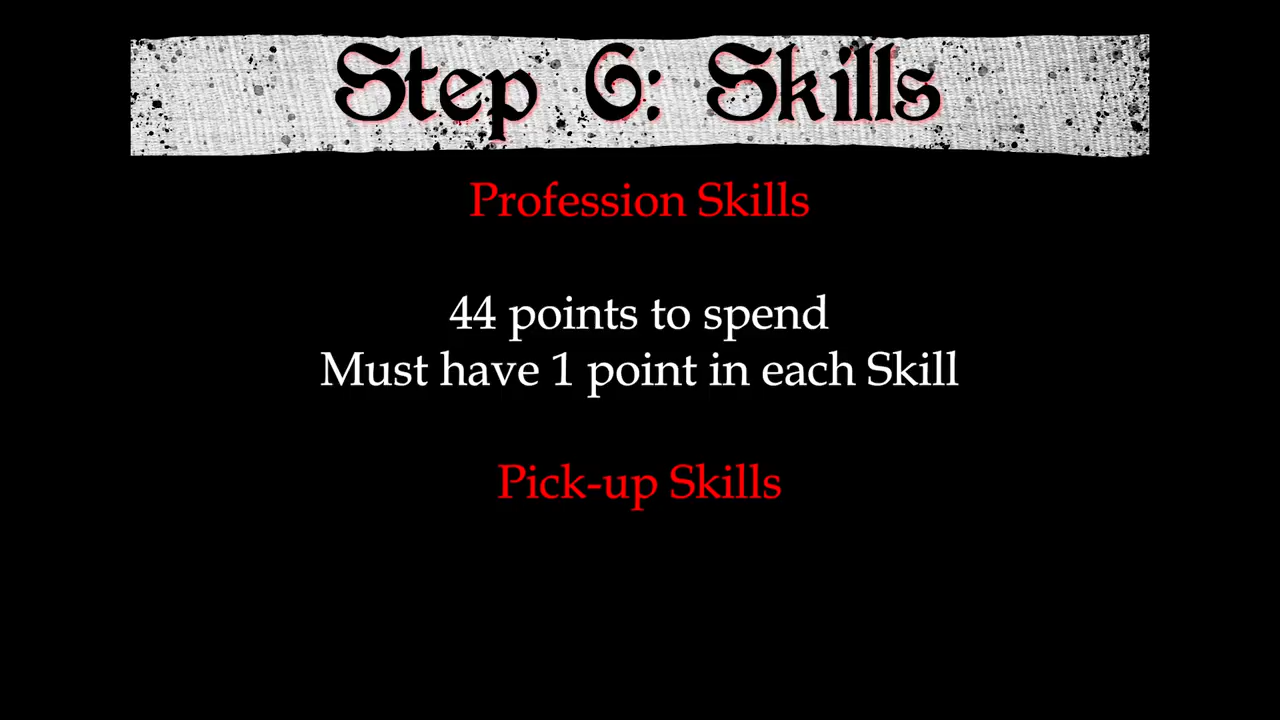 Step 6: Skills
Profession Skills
44 points to spend
Must have 1 point in each Skill
Pick-up Skills